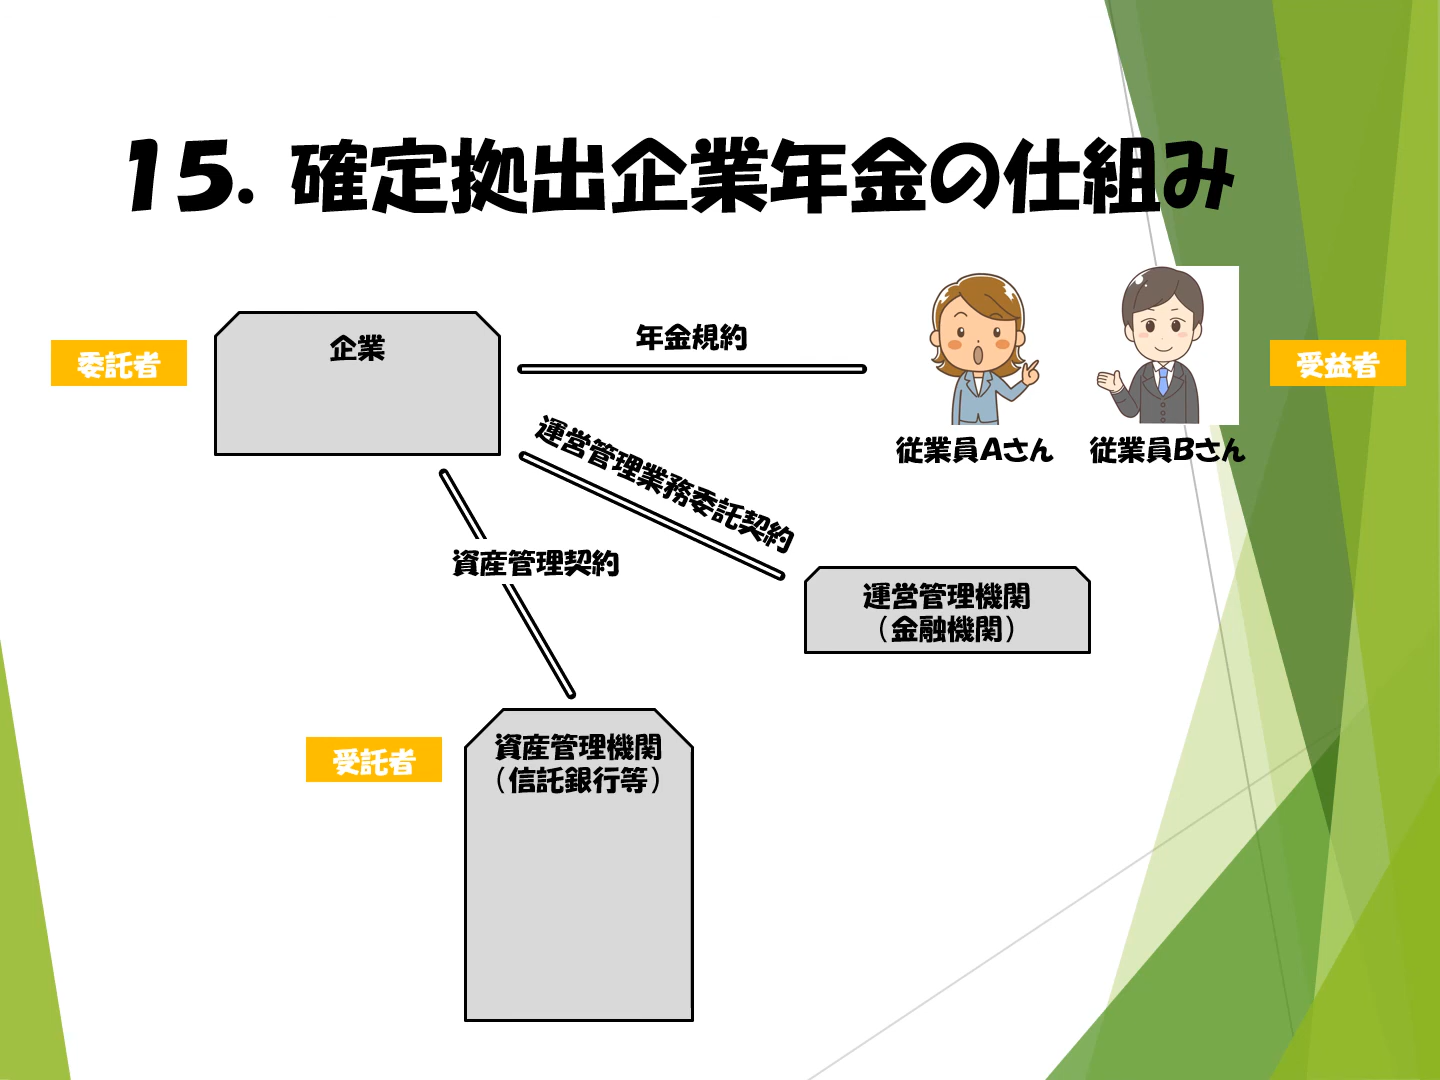 15. 確定拠出企業年金の仕組み
委託者
企業
年金規約
受益者
従業員Aさん
従業員Bさん
運営管理業務委託契約
資産管理契約
運営管理機関
（金融機関）
受託者
資産管理機関
（信託銀行等）